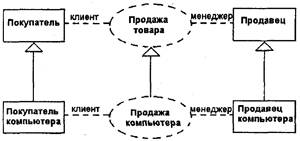 Покупатель
клиент
Продажа
товара
менеджер
Продавец
Покупатель
компьютера
клиент
Продажа
компьютера
менеджер
Продавец
компьютера